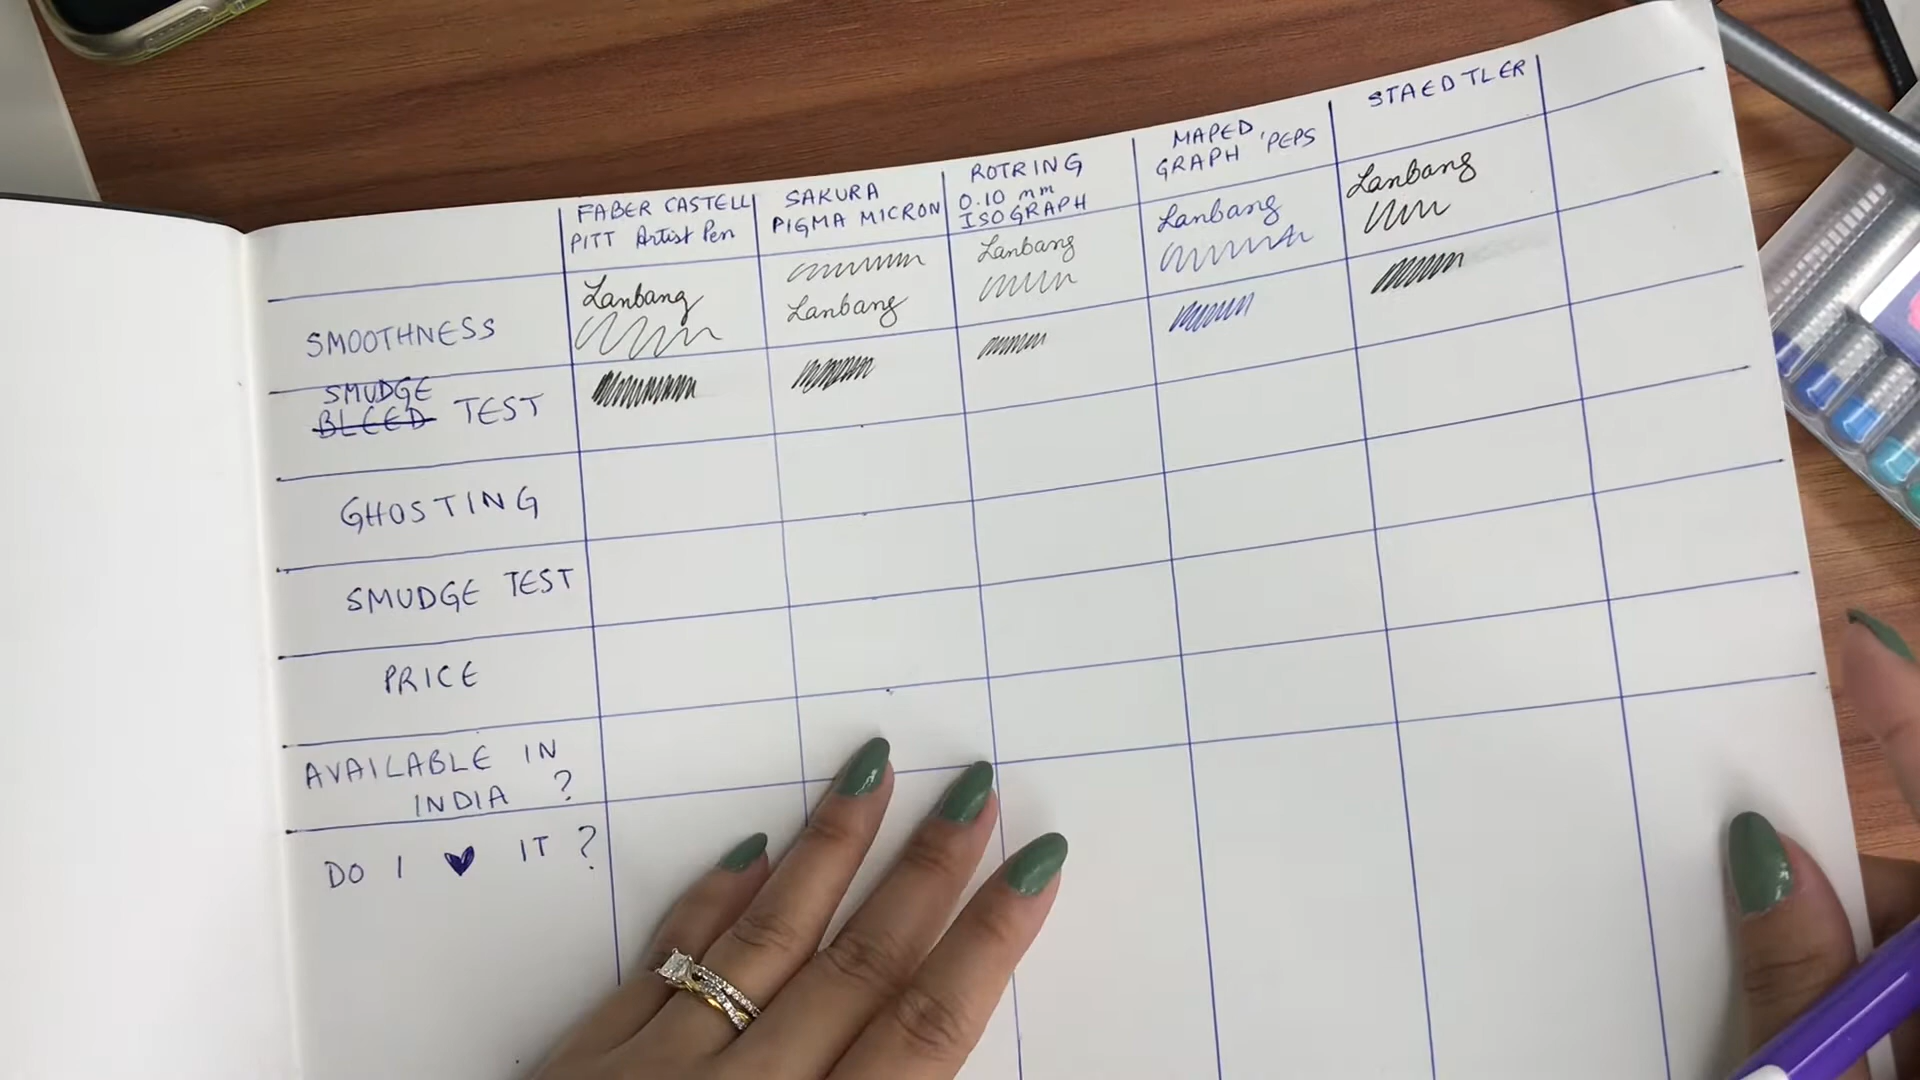 FABER CASTELL
PITT Artist Pen
SAKURA
PIGMA MICRON
ROTRING
0.10 mm
ISOGRAPH
MAPED
GRAPH 'PEPS
STAEDTLER
SMOOTHNESS
Lanbang
Lanbang
Lanbang
Lanbang
Lanbang
SMUDGE
BLEED TEST
GHOSTING
SMUDGE TEST
PRICE
AVAILABLE IN
INDIA ?
DO I ♥ IT ?